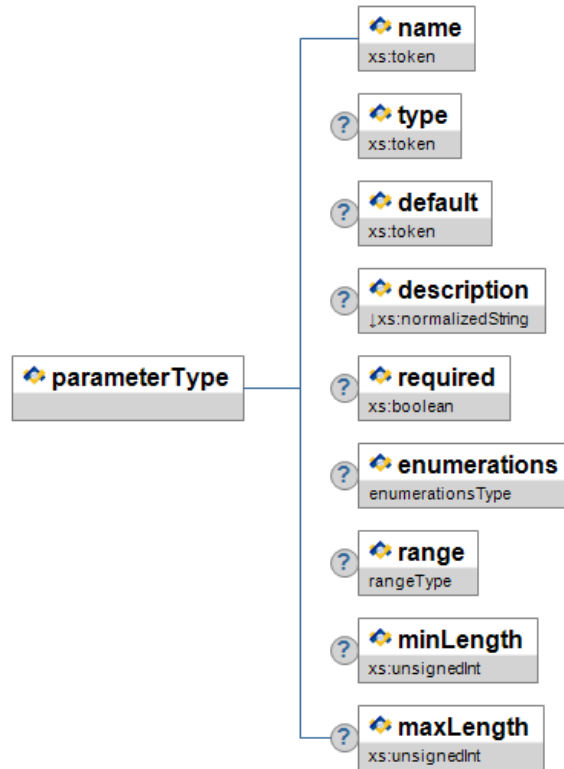 name
xs:token
?
type
xs:token
?
default
xs:token
?
description
↓xs:normalizedString
parameterType
?
required
xs:boolean
?
enumerations
enumerationsType
?
range
rangeType
?
minLength
xs:unsignedInt
?
maxLength
xs:unsignedInt